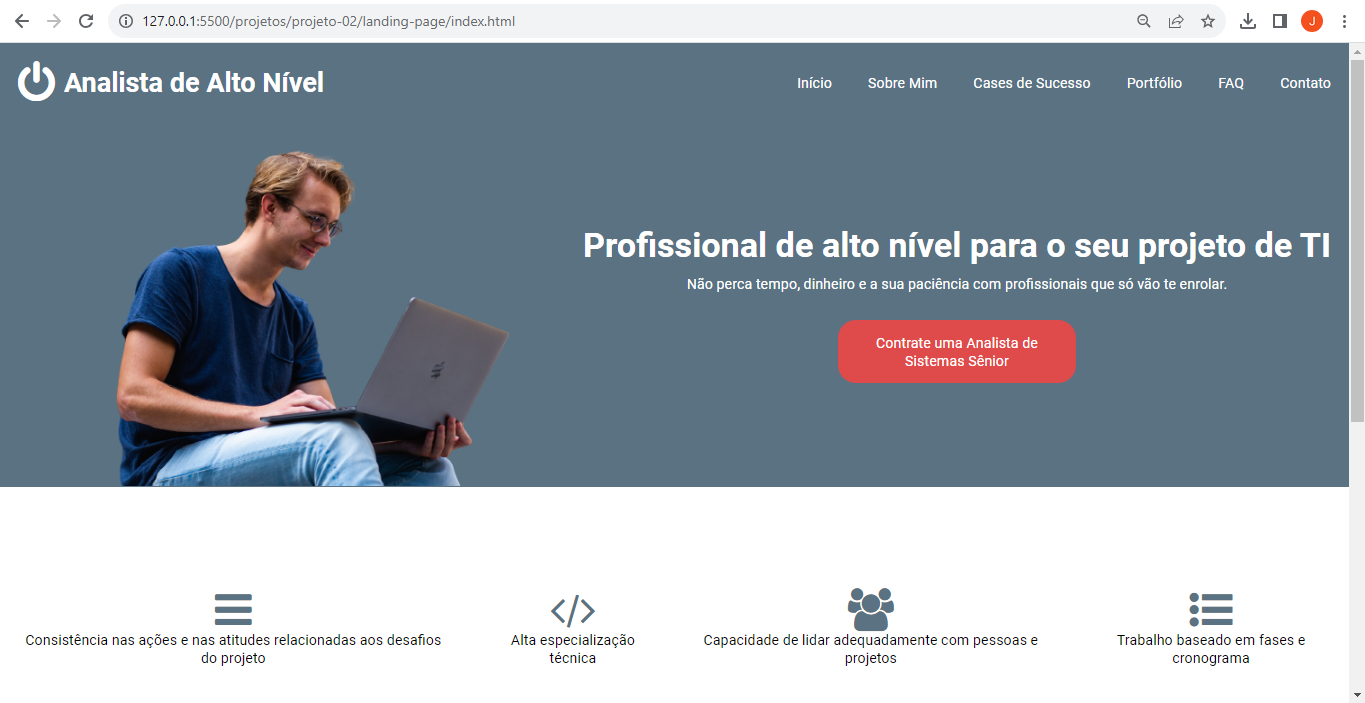 127.0.0.1:5500/projetos/projeto-02/landing-page/index.html
J
Analista de Alto Nível
Início Sobre Mim Cases de Sucesso Portfólio FAQ Contato
Profissional de alto nível para o seu projeto de TI
Não perca tempo, dinheiro e a sua paciência com profissionais que só vão te enrolar.
Contrate uma Analista de
Sistemas Sênior
Consistência nas ações e nas atitudes relacionadas aos desafios
do projeto
Alta especialização
técnica
Capacidade de lidar adequadamente com pessoas e
projetos
Trabalho baseado em fases e
cronograma